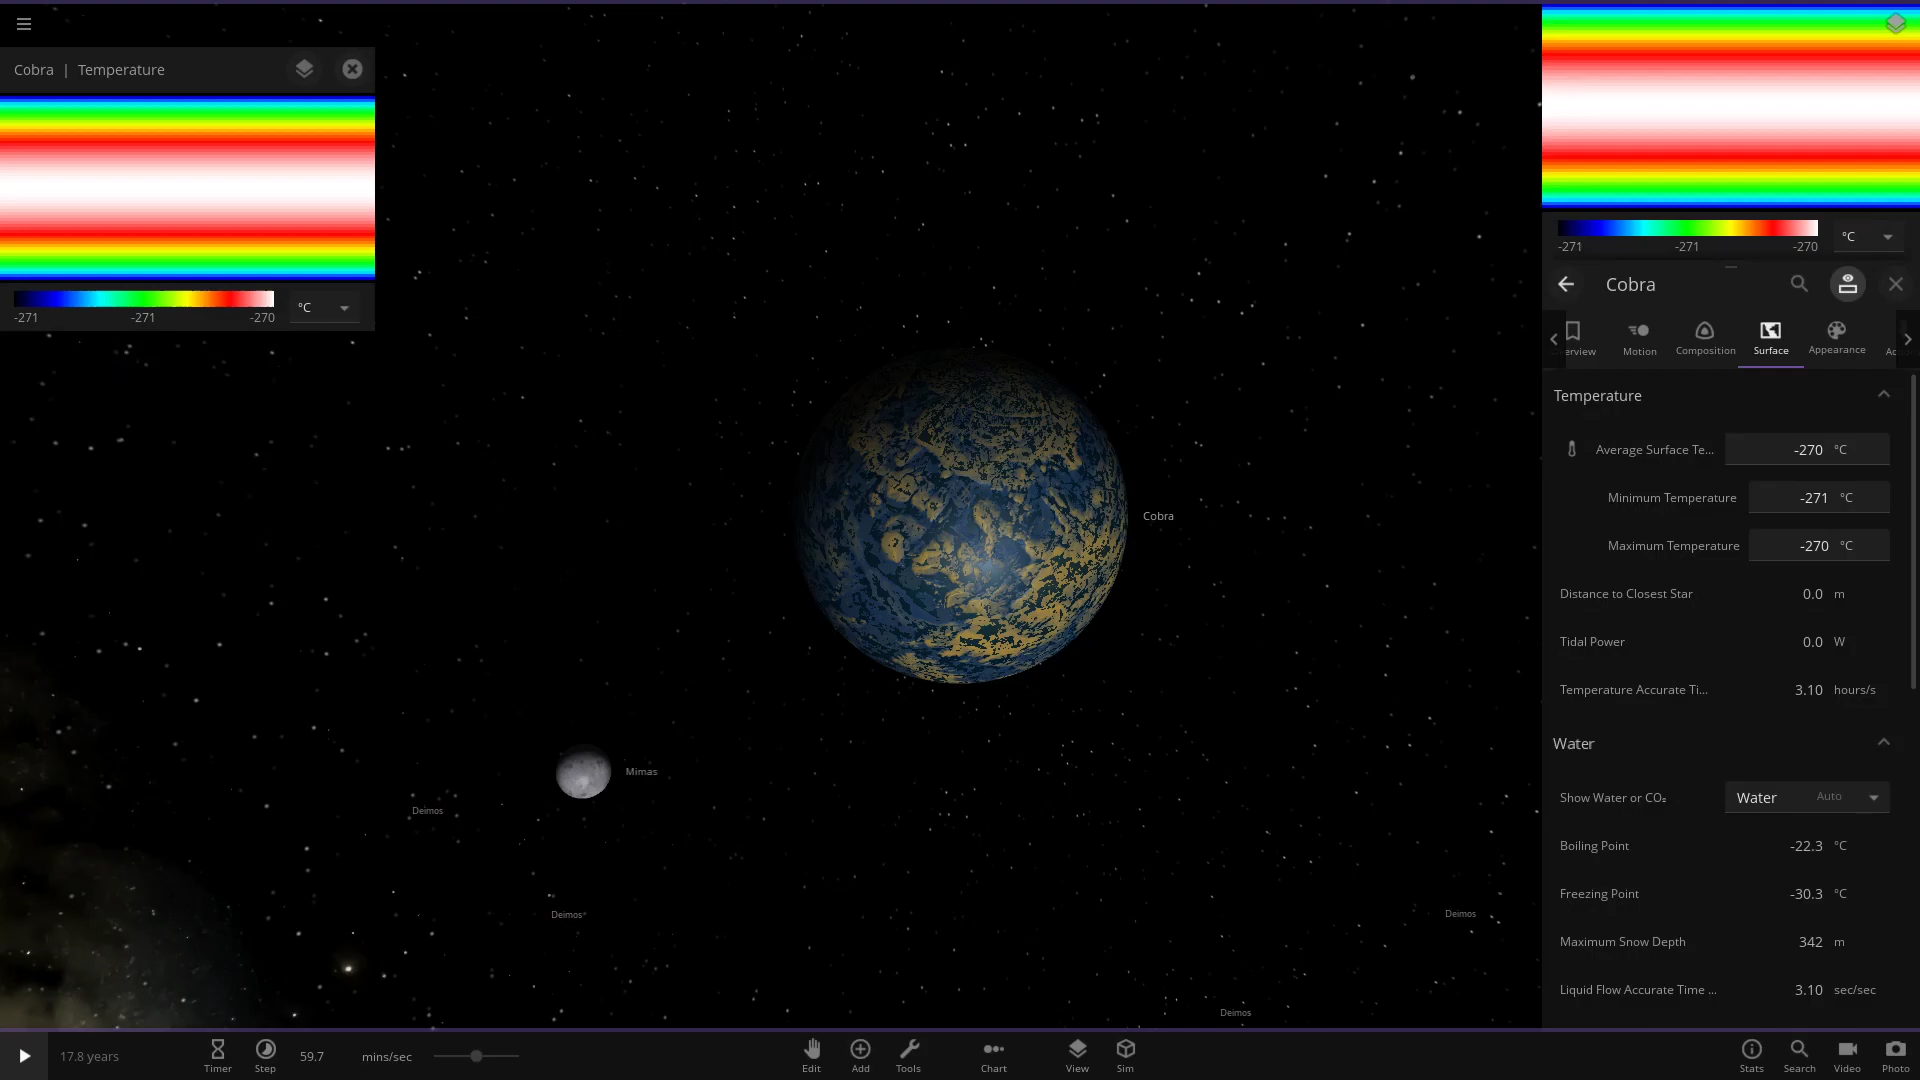 Cobra | Temperature
-271 -271 -270 °C
-271 -271 -270 °C
Cobra
Motion Composition Surface Appearance
Temperature
Average Surface Te... -270 °C
Minimum Temperature -271 °C
Maximum Temperature -270 °C
Distance to Closest Star 0.0 m
Tidal Power 0.0 W
Temperature Accurate Ti... 3.10 hours/s
Water
Show Water or CO₂ Water Auto
Boiling Point -22.3 °C
Freezing Point -30.3 °C
Maximum Snow Depth 342 m
Liquid Flow Accurate Time ... 3.10 sec/sec
Cobra
Mimas
Deimos
Deimos
Deimos
Deimos
17.8 years
Timer
Step
59.7 mins/sec
Edit
Add
Tools
Chart
View
Sim
Stats
Search
Video
Photo